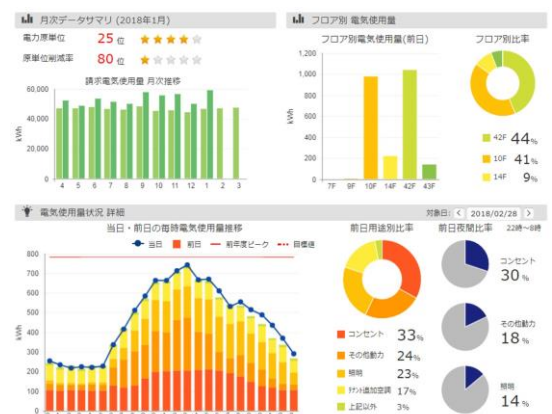 月次データサマリ (2018年1月)
電力原単位 25 位
原単位削減率 80 位
請求電気使用量 月次推移
kWh
60,000
40,000
20,000
0
4 5 6 7 8 9 10 11 12 1 2 3
フロア別 電気使用量
フロア別電気使用量(前日)
kWh
1,200
1,000
800
600
400
200
0
7F 9F 10F 14F 42F 43F
フロア別比率
42F 44%
10F 41%
14F 9%
電気使用量状況 詳細
対象日: < 2018/02/28 >
当日・前日の毎時電気使用量推移
当日 前日 前年度ピーク 目標値
kWh
800
700
600
500
400
300
200
100
前日用途別比率
コンセント 33%
その他動力 24%
照明 23%
テナント追加空調 17%
上記以外 3%
前日夜間比率 22時～8時
コンセント
30%
その他動力
18%
照明
14%